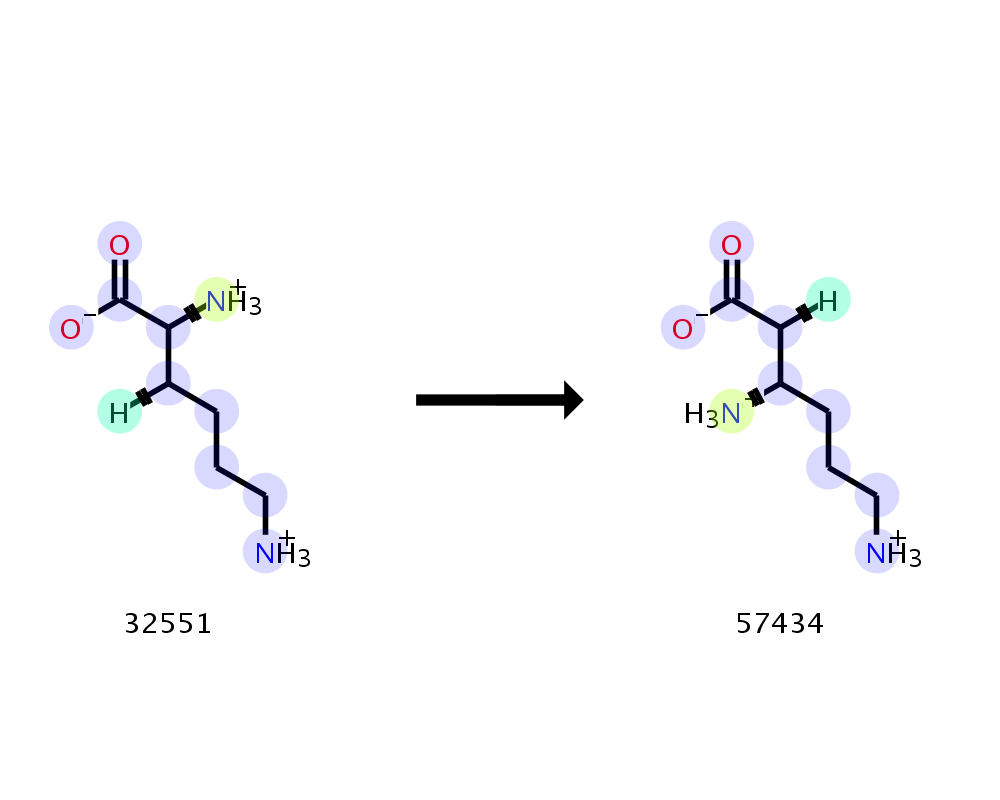 O O
NH3+ H
O− O−
H H3N
NH3+ NH3+
32551 57434